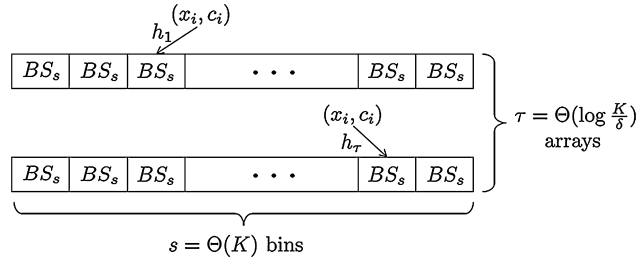 (x_i, c_i)
h_1
BS_s BS_s BS_s · · · BS_s BS_s
(x_i, c_i)
h_τ
BS_s BS_s BS_s · · · BS_s BS_s
τ = Θ(log K/δ)
arrays
s = Θ(K) bins